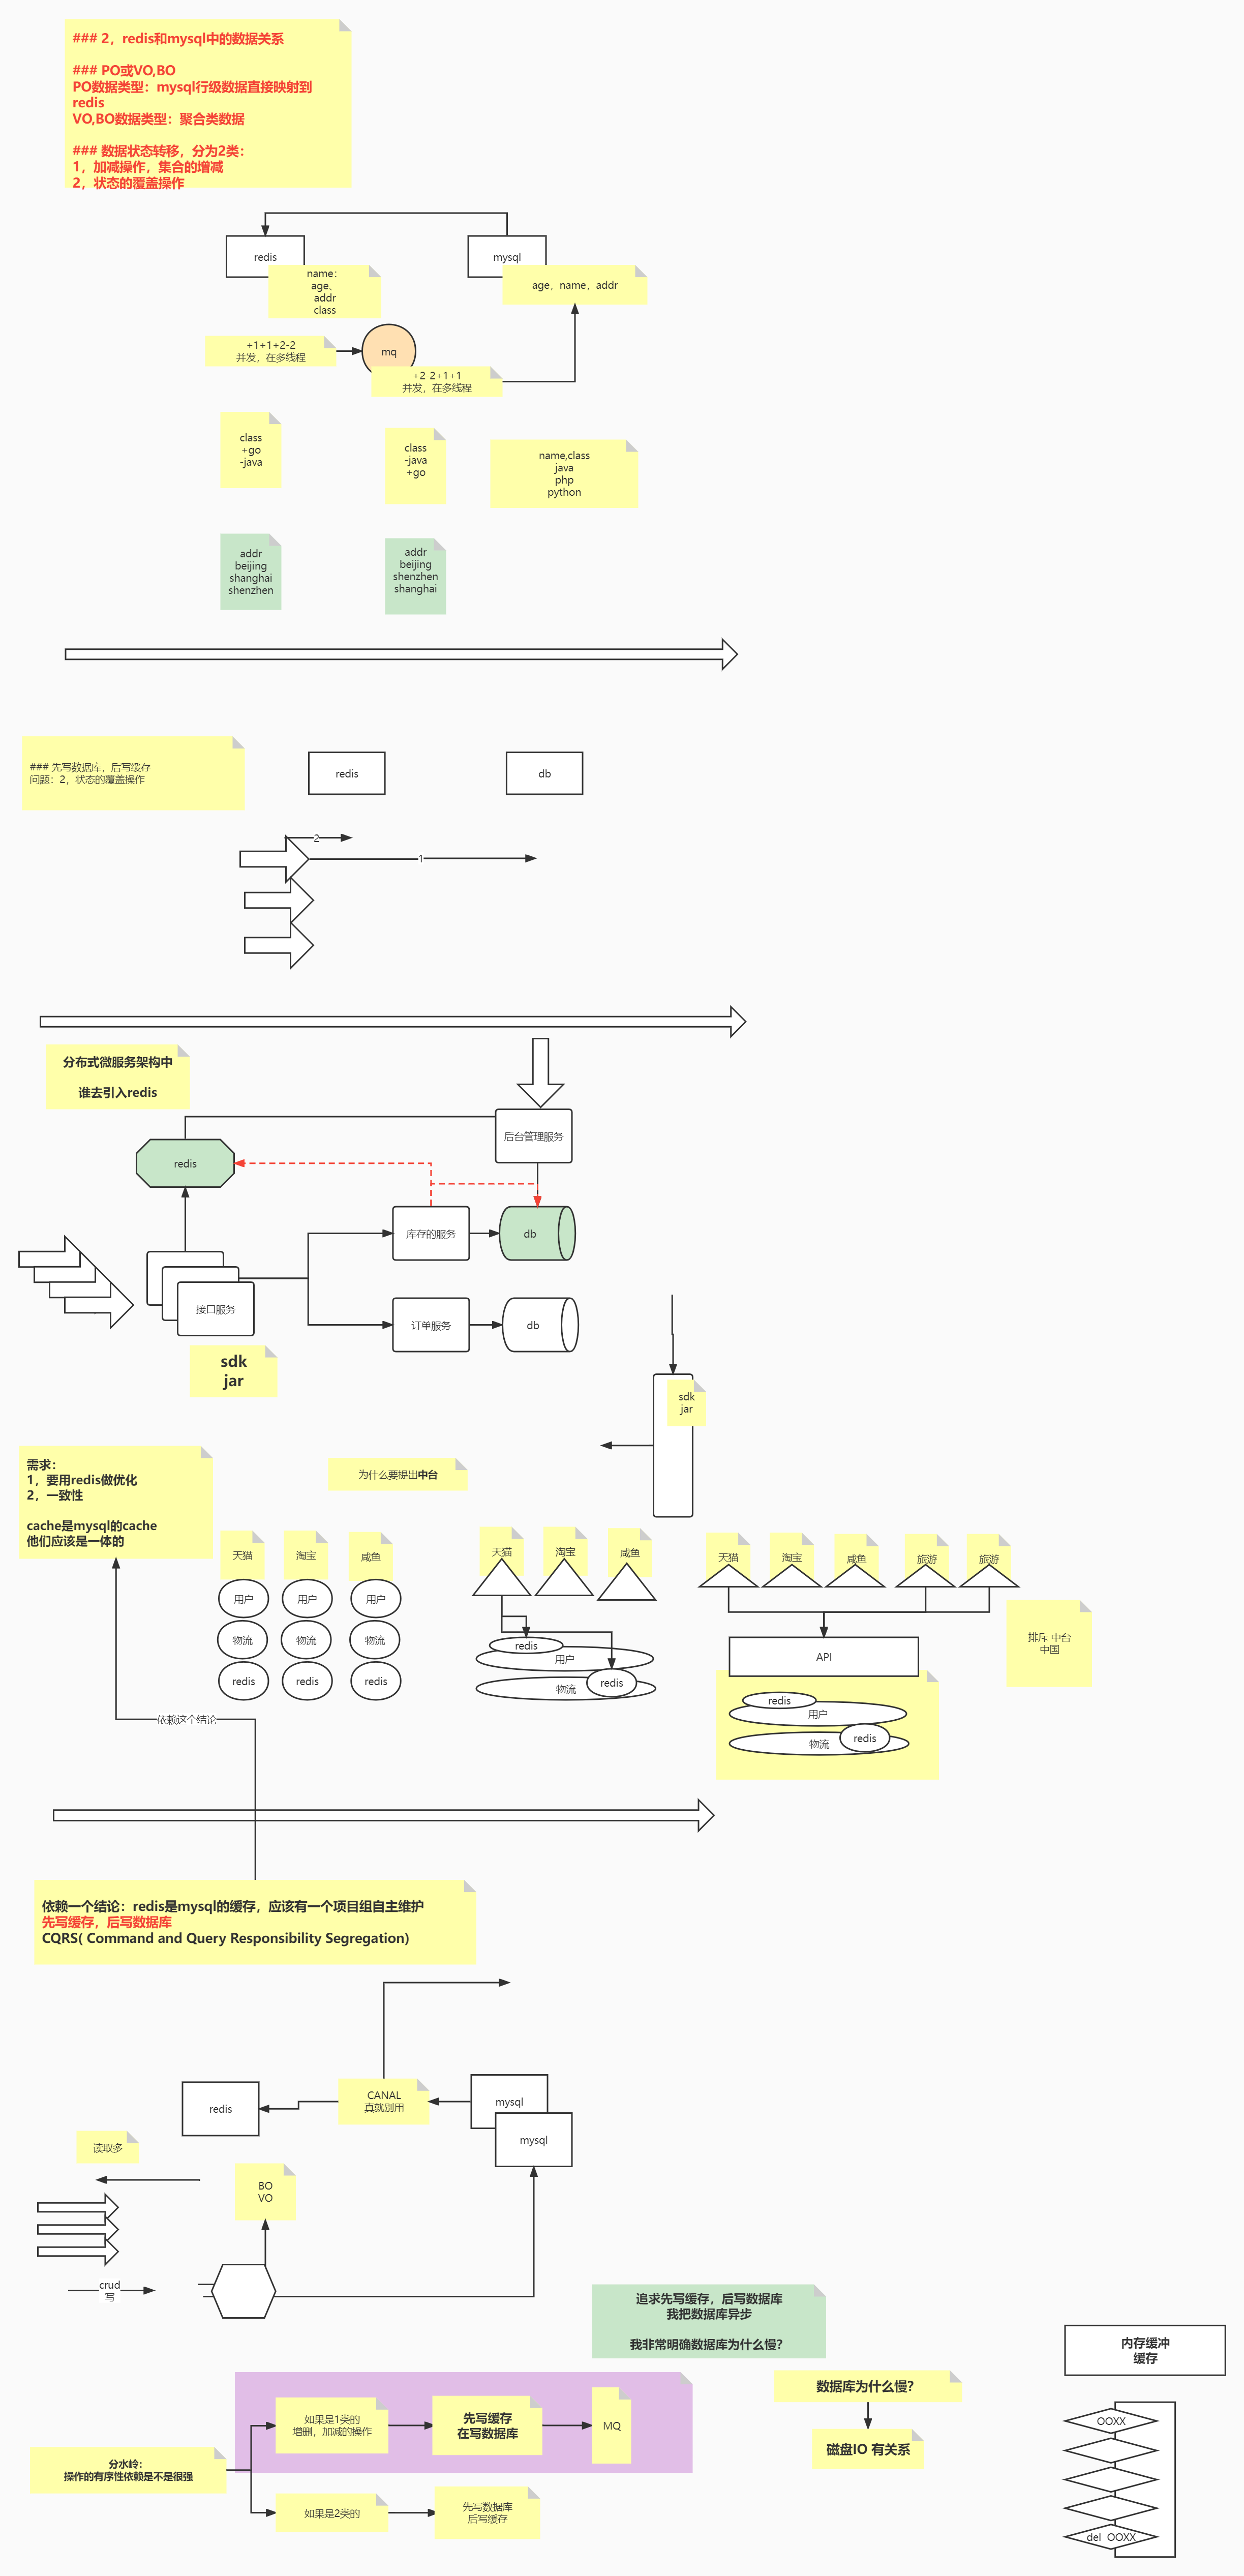 ### 2，redis和mysql中的数据关系
### PO或VO,BO
PO数据类型：mysql行级数据直接映射到
redis
VO,BO数据类型：聚合类数据
### 数据状态转移，分为2类：
1，加减操作，集合的增减
2，状态的覆盖操作
redis
mysql
name：
age、
addr
class
age，name，addr
+1+1+2-2
并发，在多线程
mq
+2-2+1+1
并发，在多线程
class
+go
-java
class
-java
+go
name,class
java
php
python
addr
beijing
shanghai
shenzhen
addr
beijing
shenzhen
shanghai
### 先写数据库，后写缓存
问题：2，状态的覆盖操作
redis
db
2
1
分布式微服务架构中
谁去引入redis
后台管理服务
redis
库存的服务
db
接口服务
订单服务
db
sdk
jar
sdk
jar
需求：
1，要用redis做优化
2，一致性
cache是mysql的cache
他们应该是一体的
为什么要提出中台
天猫
淘宝
咸鱼
用户
用户
用户
物流
物流
物流
redis
redis
redis
天猫
淘宝
咸鱼
redis
用户
redis
物流
天猫
淘宝
咸鱼
旅游
旅游
API
redis
用户
redis
物流
排斥 中台
中国
依赖这个结论
依赖一个结论：redis是mysql的缓存，应该有一个项目组自主维护
先写缓存，后写数据库
CQRS( Command and Query Responsibility Segregation)
redis
CANAL
真就别用
mysql
mysql
读取多
BO
VO
crud
写
追求先写缓存，后写数据库
我把数据库异步
我非常明确数据库为什么慢？
内存缓冲
缓存
数据库为什么慢？
磁盘IO 有关系
OOXX
del OOXX
分水岭：
操作的有序性依赖是不是很强
如果是1类的
增删，加减的操作
先写缓存
在写数据库
MQ
如果是2类的
先写数据库
后写缓存